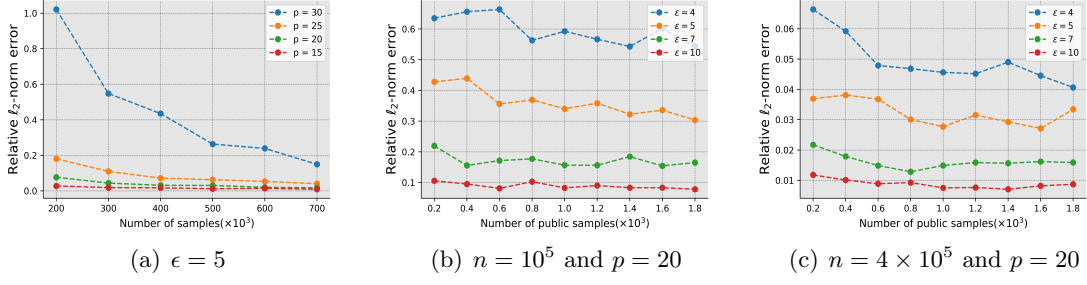 Relative ℓ₂-norm error
1.0
0.8
0.6
0.4
0.2
0.0
p = 30
p = 25
p = 20
p = 15
200 300 400 500 600 700
Number of samples(×10³)
(a) ϵ = 5
Relative ℓ₂-norm error
0.6
0.5
0.4
0.3
0.2
0.1
ε = 4
ε = 5
ε = 7
ε = 10
0.2 0.4 0.6 0.8 1.0 1.2 1.4 1.6 1.8
Number of public samples(×10³)
(b) n = 10⁵ and p = 20
Relative ℓ₂-norm error
0.06
0.05
0.04
0.03
0.02
0.01
ε = 4
ε = 5
ε = 7
ε = 10
0.2 0.4 0.6 0.8 1.0 1.2 1.4 1.6 1.8
Number of public samples(×10³)
(c) n = 4 × 10⁵ and p = 20